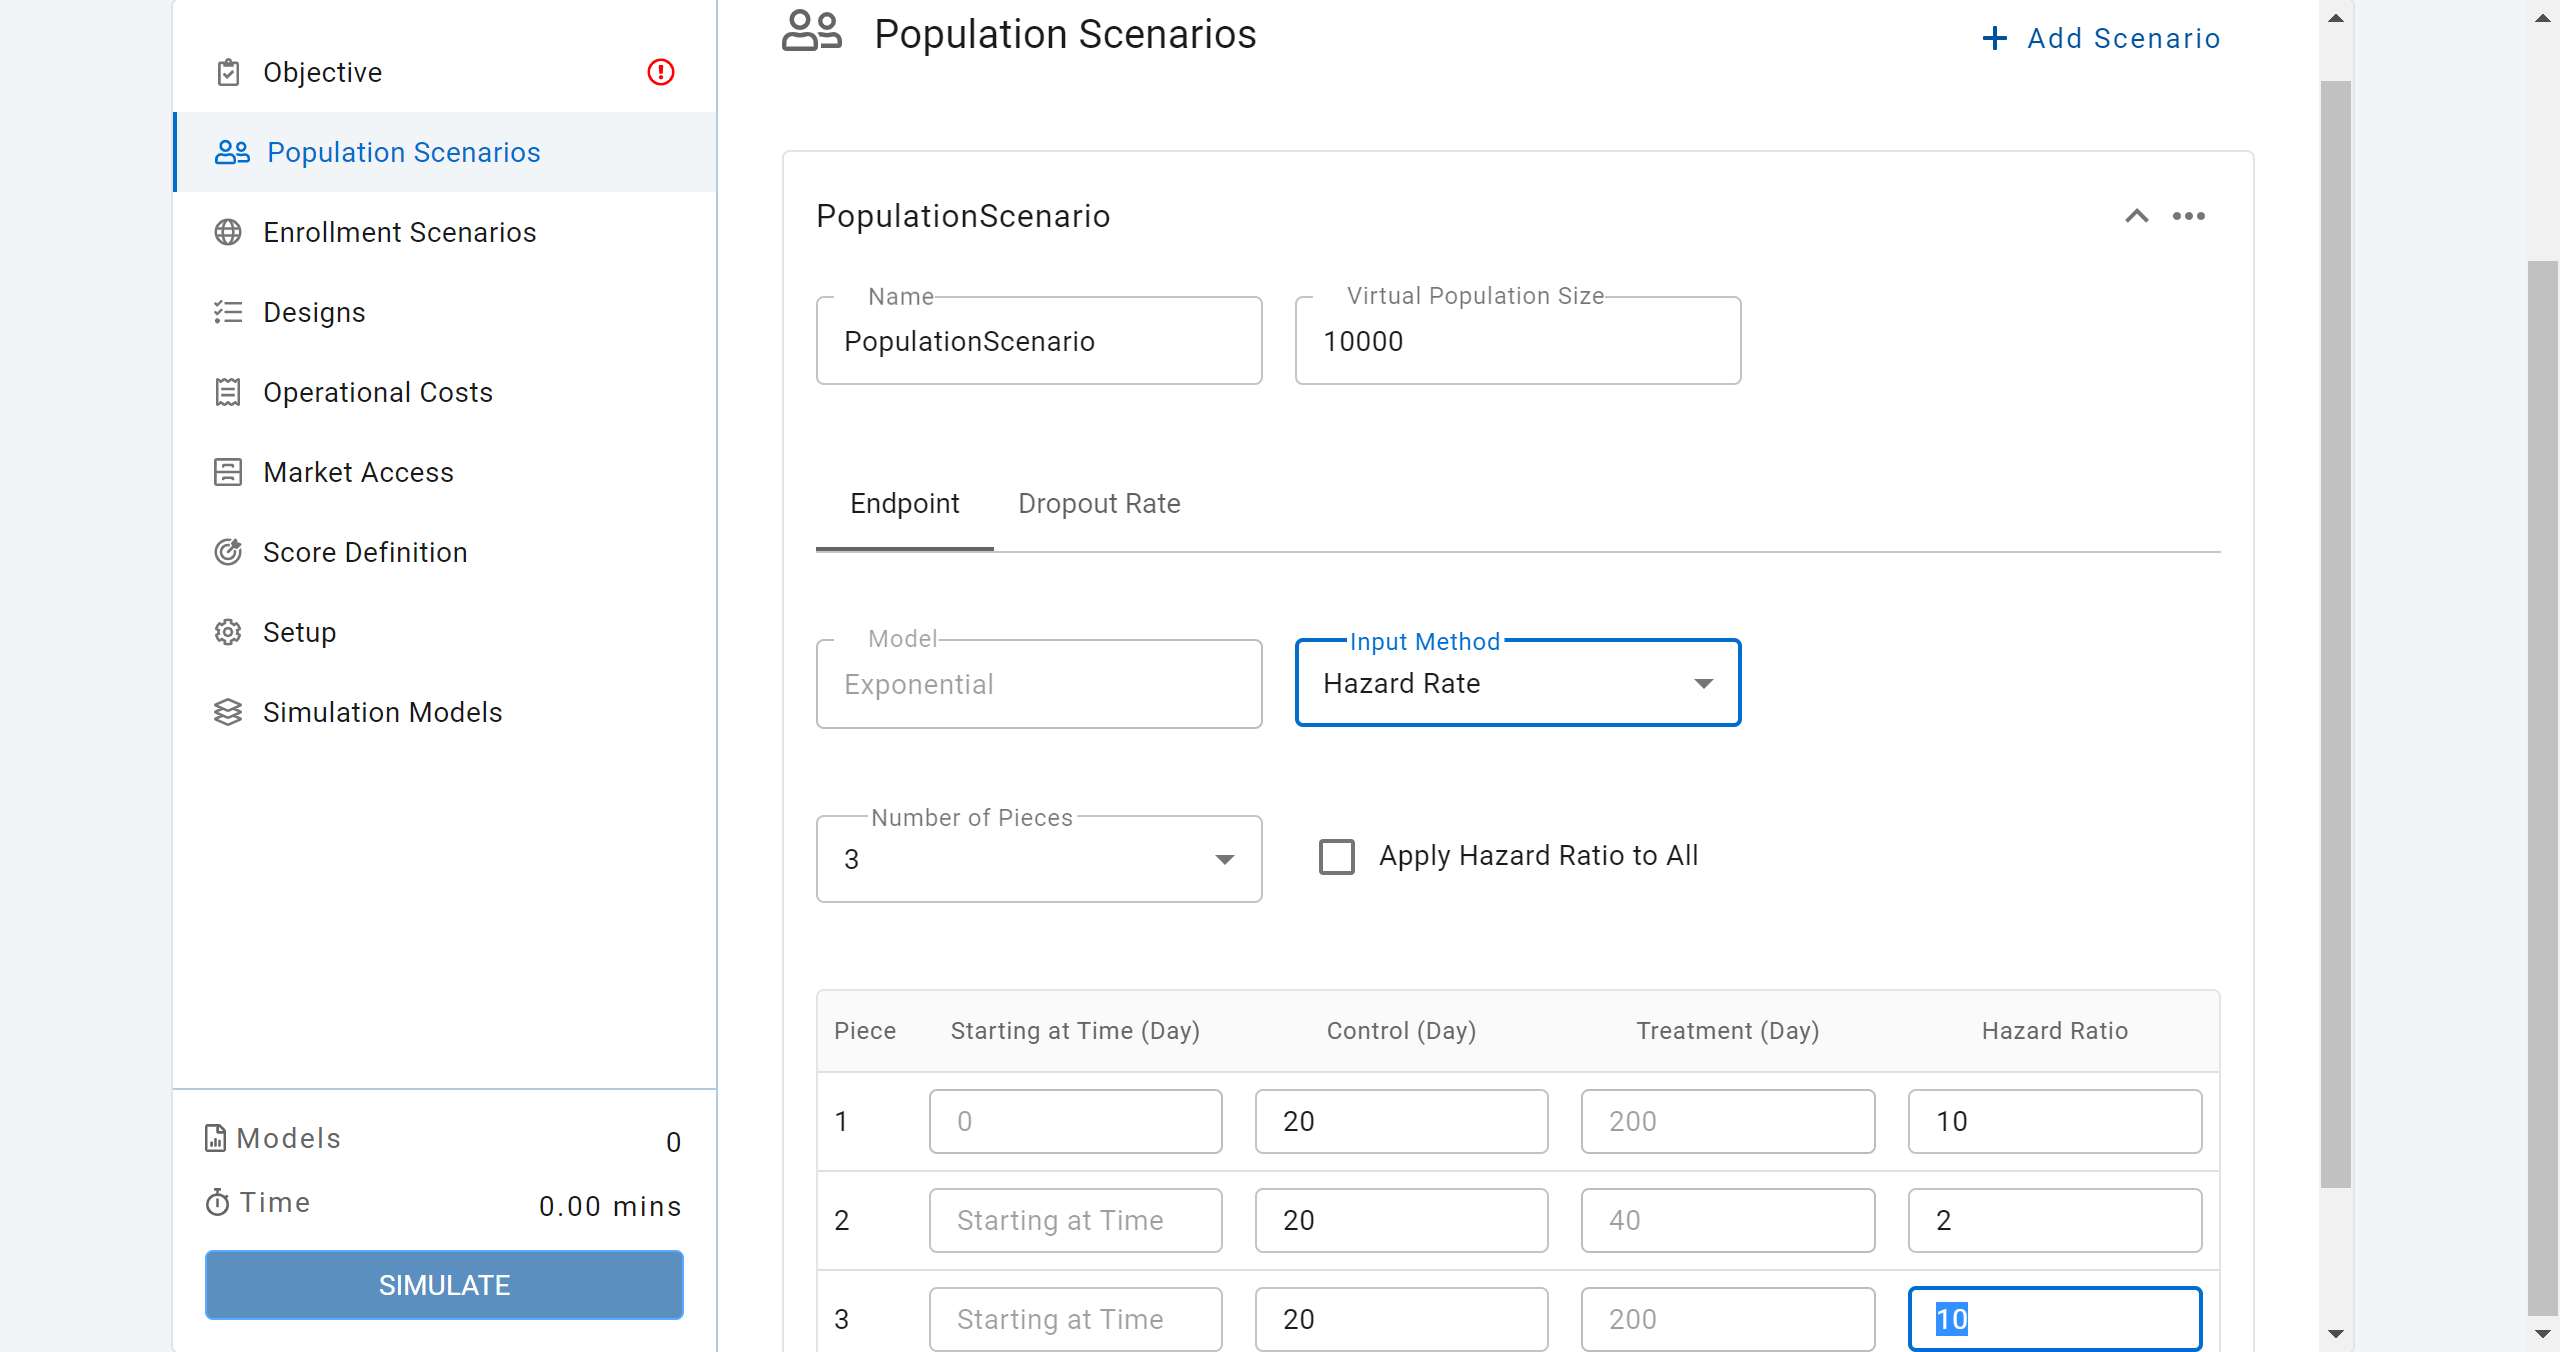 Objective
Population Scenarios
Enrollment Scenarios
Designs
Operational Costs
Market Access
Score Definition
Setup
Simulation Models
Models 0
Time 0.00 mins
SIMULATE
Population Scenarios
Add Scenario
PopulationScenario
Name
PopulationScenario
Virtual Population Size
10000
Endpoint Dropout Rate
Model
Exponential
Input Method
Hazard Rate
Number of Pieces
3
Apply Hazard Ratio to All
Piece Starting at Time (Day) Control (Day) Treatment (Day) Hazard Ratio
1 0 20 200 10
2 Starting at Time 20 40 2
3 Starting at Time 20 200 10